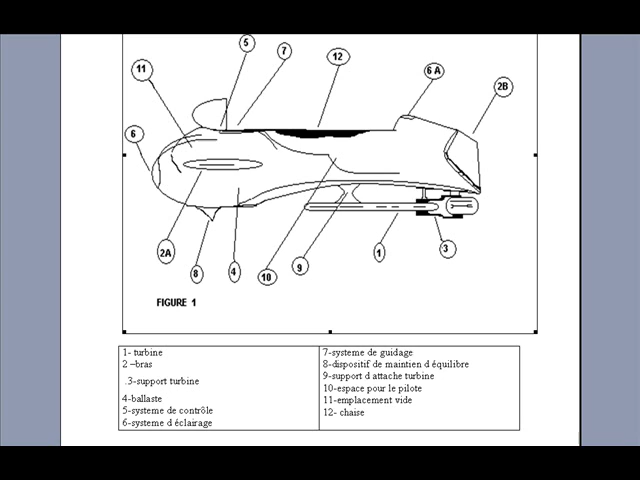 5
7
12
11
6 A
2B
6
2A
8
4
10
9
1
3
FIGURE 1
1- turbine
2 –bras
.3-support turbine
4-ballaste
5-systeme de contrôle
6-systeme d éclairage
7-systeme de guidage
8-dispositif de maintien d équilibre
9-support d attache turbine
10-espace pour le pilote
11-emplacement vide
12- chaise